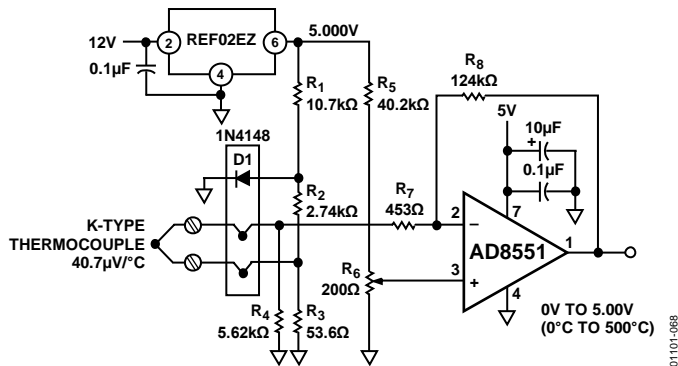 12V
2
REF02EZ
6
5.000V
0.1µF
4
R1
10.7kΩ
R5
40.2kΩ
R8
124kΩ
1N4148
D1
5V
10µF
+
0.1µF
R2
2.74kΩ
R7
453Ω
7
K-TYPE
THERMOCOUPLE
40.7µV/°C
2
–
AD8551
1
3
+
R6
200Ω
4
R4
5.62kΩ
R3
53.6Ω
0V TO 5.00V
(0°C TO 500°C)
01101-068